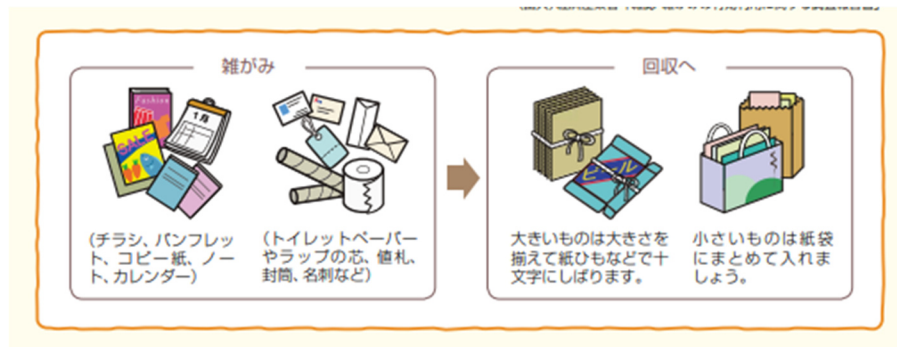 雑がみ
Fashion
1月
SALE
(チラシ、パンフレッ
ト、コピー紙、ノー
ト、カレンダー)
(トイレットペーパー
やラップの芯、値札、
封筒、名刺など)
回収へ
ビール
大きいものは大きさを
揃えて紙ひもなどで十
文字にしばります。
小さいものは紙袋
にまとめて入れま
しょう。